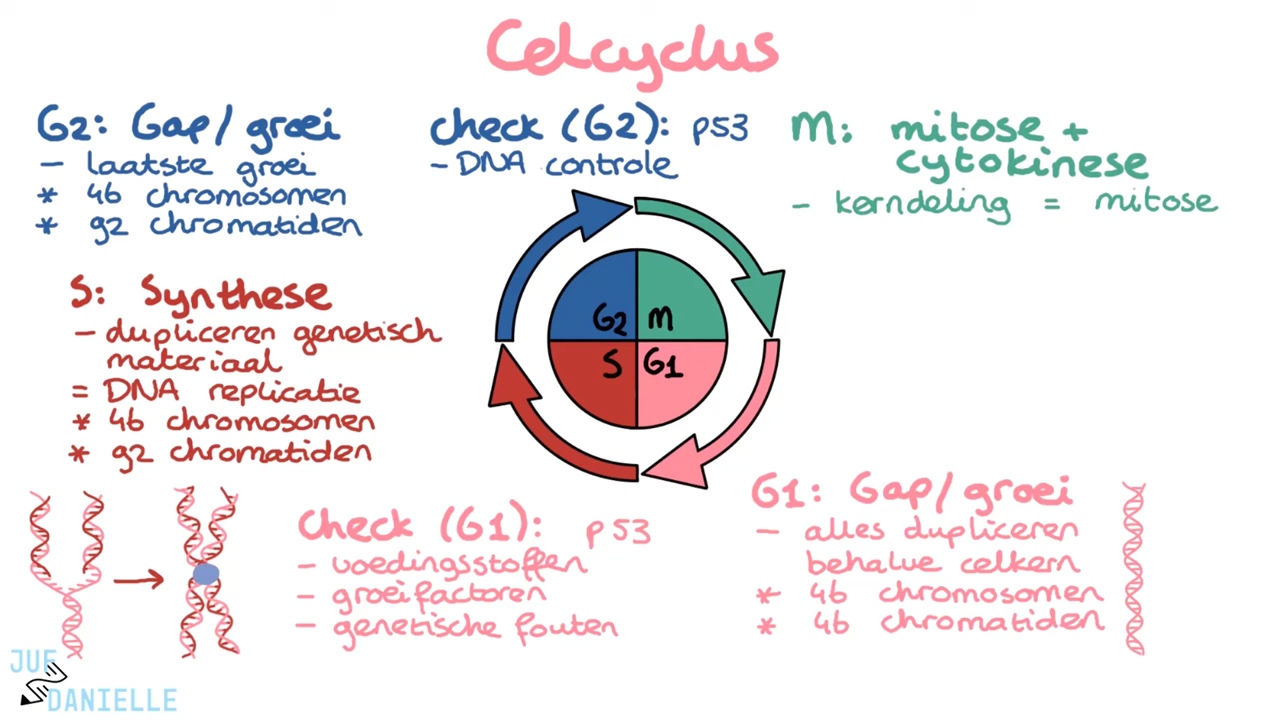 Celcyclus
G2: Gap/groei
- laatste groei
* 46 chromosomen
* 92 chromatiden
check (G2): p53
- DNA controle
M: mitose +
cytokinese
- kerndeling = mitose
S: Synthese
- dupliceren genetisch
materiaal
= DNA replicatie
* 46 chromosomen
* 92 chromatiden
G2
M
S
G1
Check (G1): p53
- voedingsstoffen
- groeifactoren
- genetische fouten
G1: Gap/groei
- alles dupliceren
behalve celkern
* 46 chromosomen
* 46 chromatiden
JUF
DANIELLE